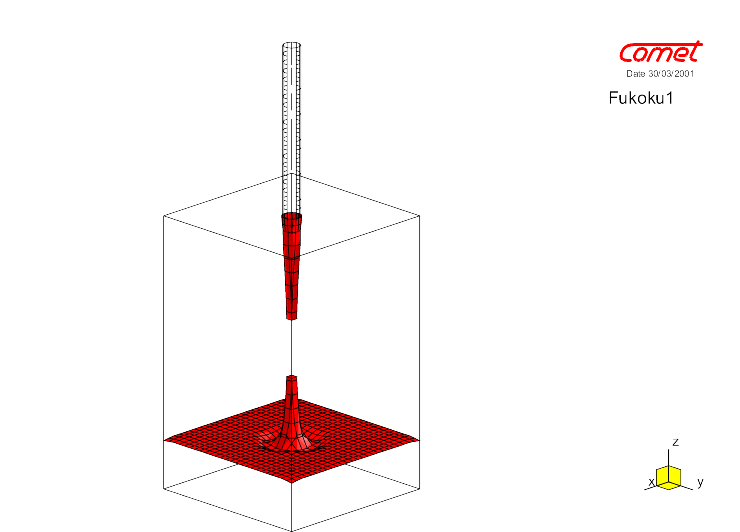 Comet
Date 30/03/2001
Fukoku1
z
x
y